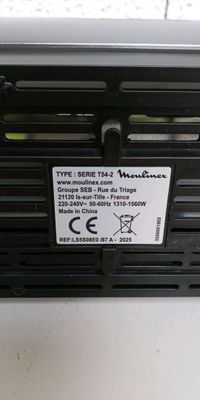 TYPE : SERIE T54-2 Moulinex
www.moulinex.com
Groupe SEB - Rue du Triage
21120 Is-sur-Tille - France
220-240V~ 50-60Hz 1310-1560W
Made in China
CE
REF: LS5508E0 /87 A - 2025